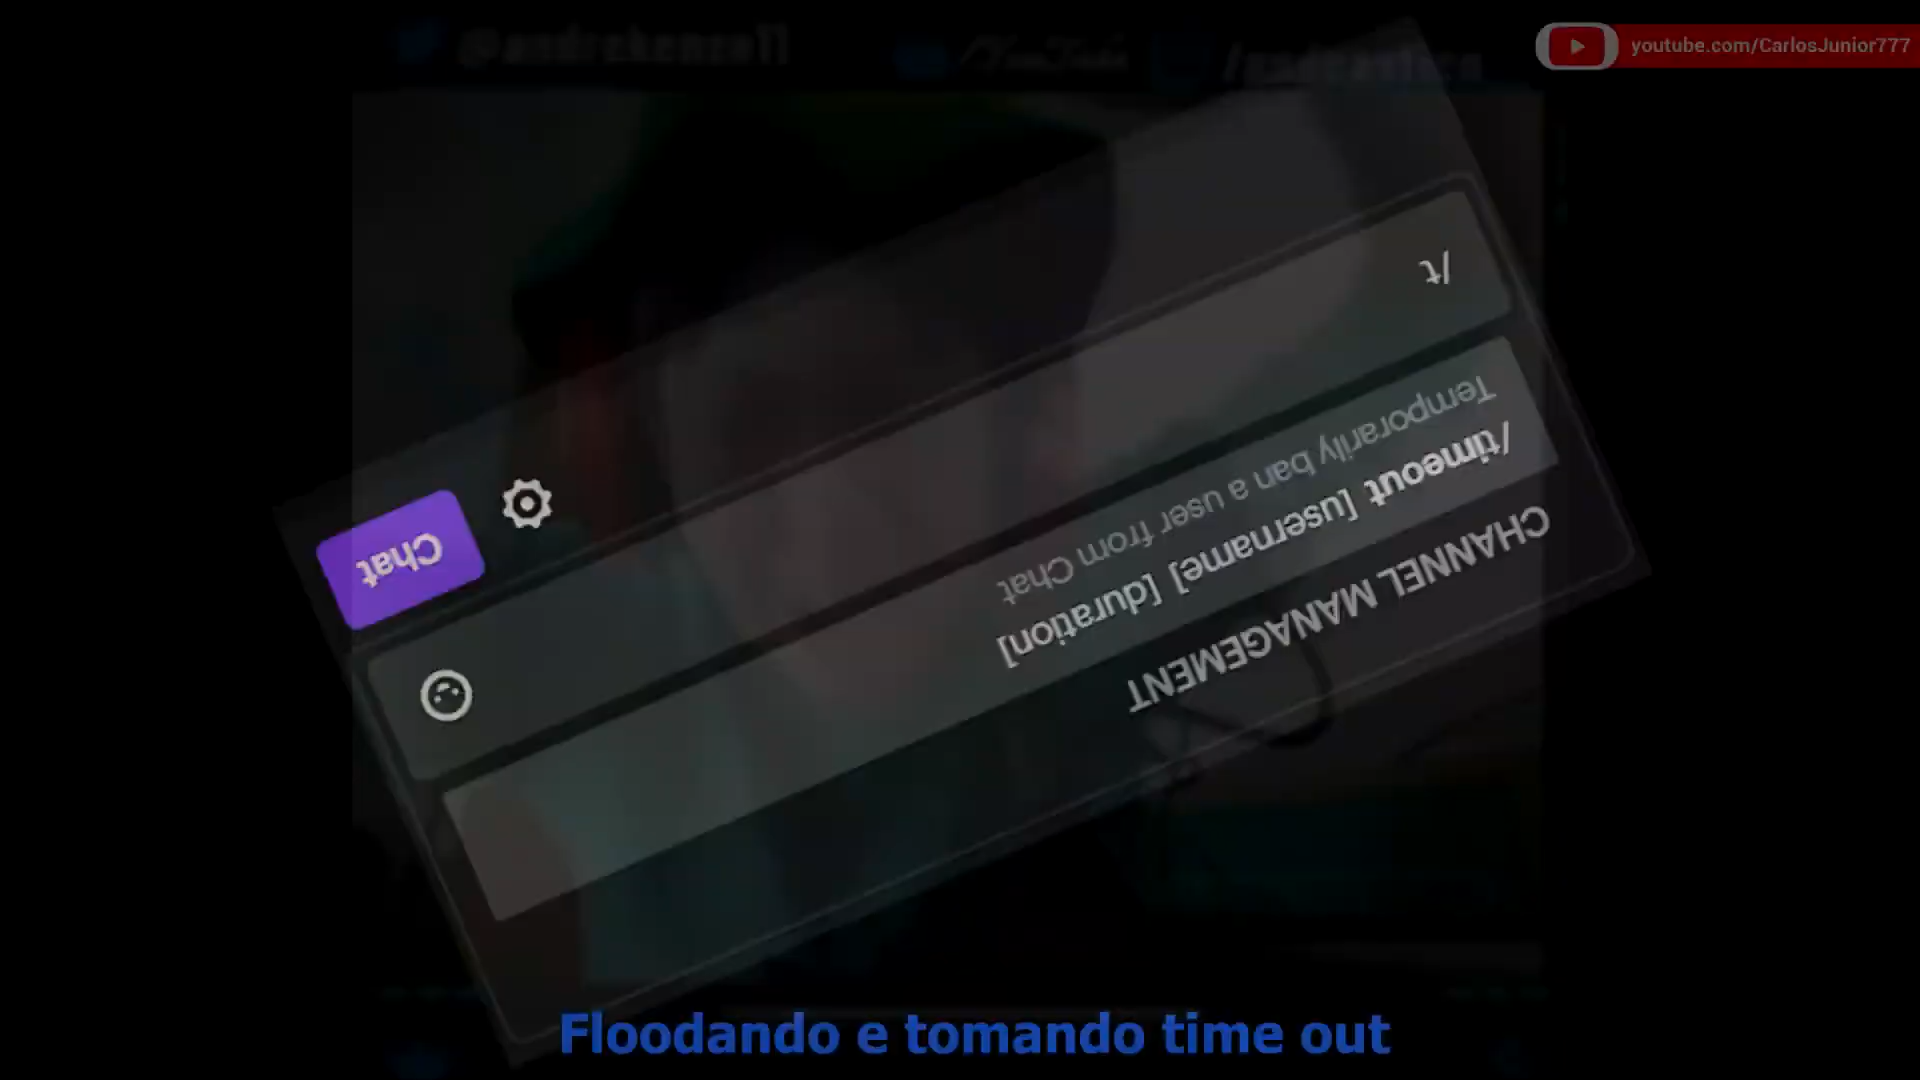 youtube.com/CarlosJunior777
/t
Temporarily ban a user from Chat
/timeout [username] [duration]
CHANNEL MANAGEMENT
Chat
Floodando e tomando time out